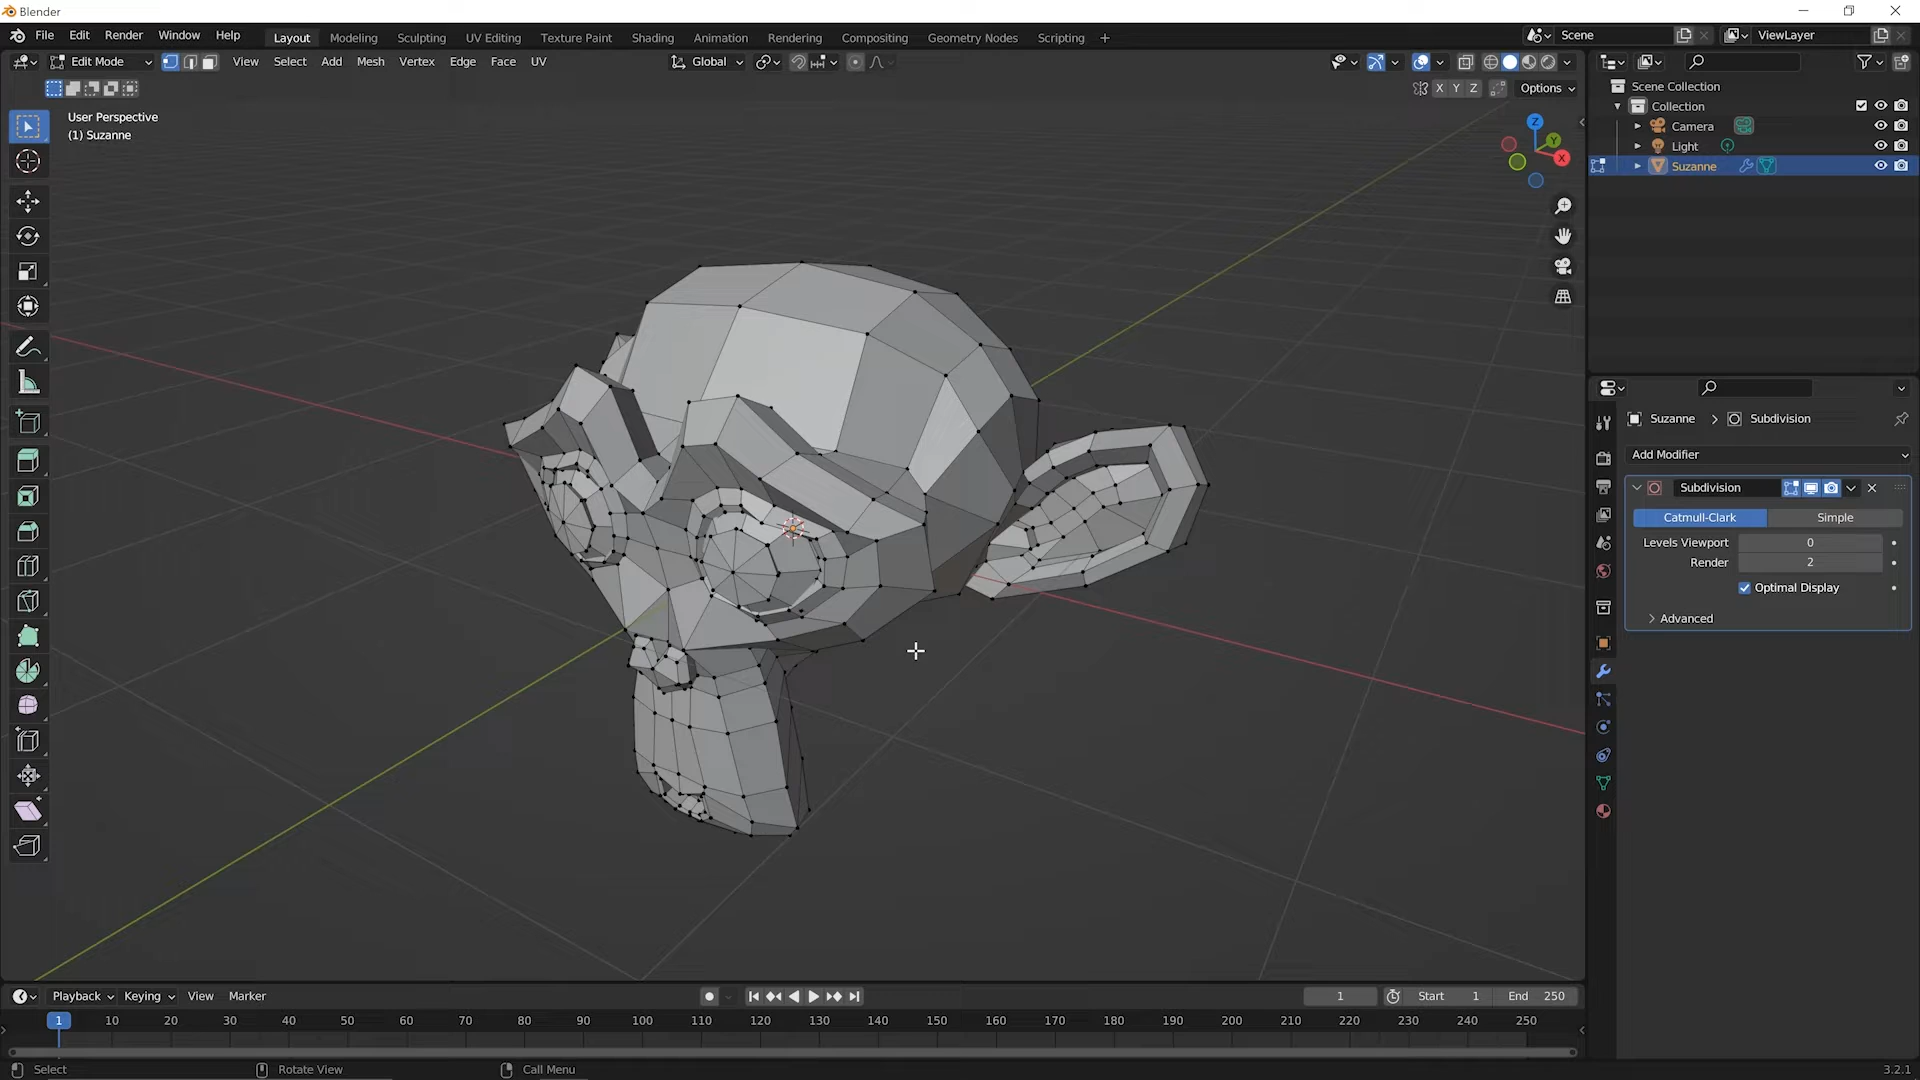 Blender
File Edit Render Window Help Layout Modeling Sculpting UV Editing Texture Paint Shading Animation Rendering Compositing Geometry Nodes Scripting + Scene ViewLayer
Edit Mode View Select Add Mesh Vertex Edge Face UV Global
X Y Z Options
User Perspective
(1) Suzanne
Z
Y
X
Scene Collection
Collection
Camera
Light
Suzanne
Suzanne > Subdivision
Add Modifier
Subdivision
Catmull-Clark Simple
Levels Viewport 0
Render 2
Optimal Display
> Advanced
Playback Keying View Marker 1 Start 1 End 250
1 10 20 30 40 50 60 70 80 90 100 110 120 130 140 150 160 170 180 190 200 210 220 230 240 250
Select Rotate View Call Menu 3.2.1